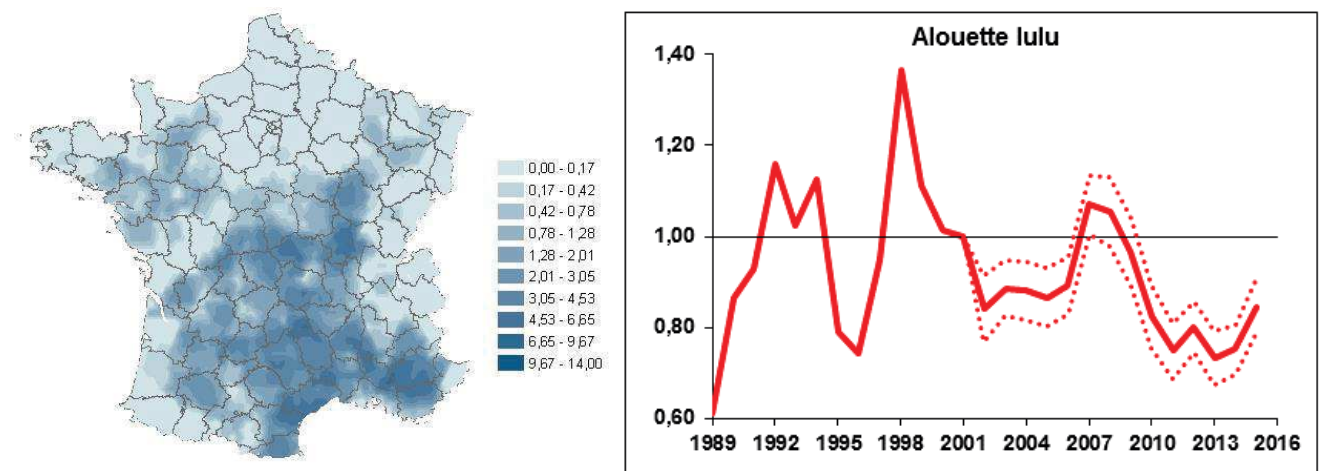 0,00 - 0,17
0,17 - 0,42
0,42 - 0,78
0,78 - 1,28
1,28 - 2,01
2,01 - 3,05
3,05 - 4,53
4,53 - 6,65
6,65 - 9,67
9,67 - 14,00
Alouette lulu
1,40
1,20
1,00
0,80
0,60
1989 1992 1995 1998 2001 2004 2007 2010 2013 2016